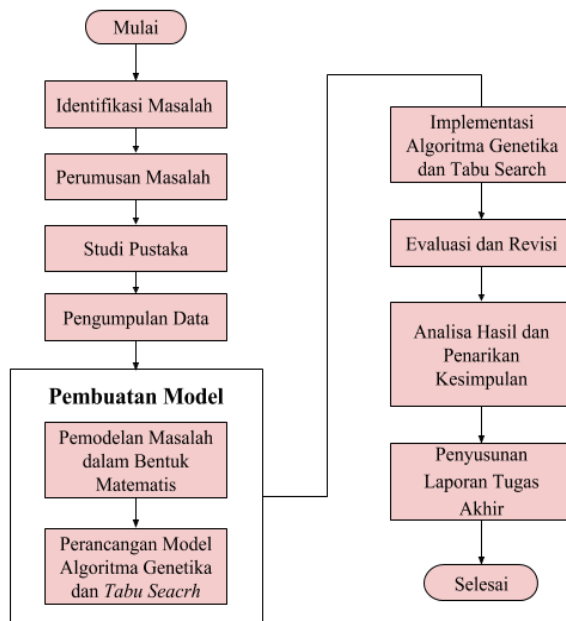 Mulai
Identifikasi Masalah
Perumusan Masalah
Studi Pustaka
Pengumpulan Data
Pembuatan Model
Pemodelan Masalah
dalam Bentuk
Matematis
Perancangan Model
Algoritma Genetika
dan Tabu Seacrh
Implementasi
Algoritma Genetika
dan Tabu Search
Evaluasi dan Revisi
Analisa Hasil dan
Penarikan
Kesimpulan
Penyusunan
Laporan Tugas
Akhir
Selesai